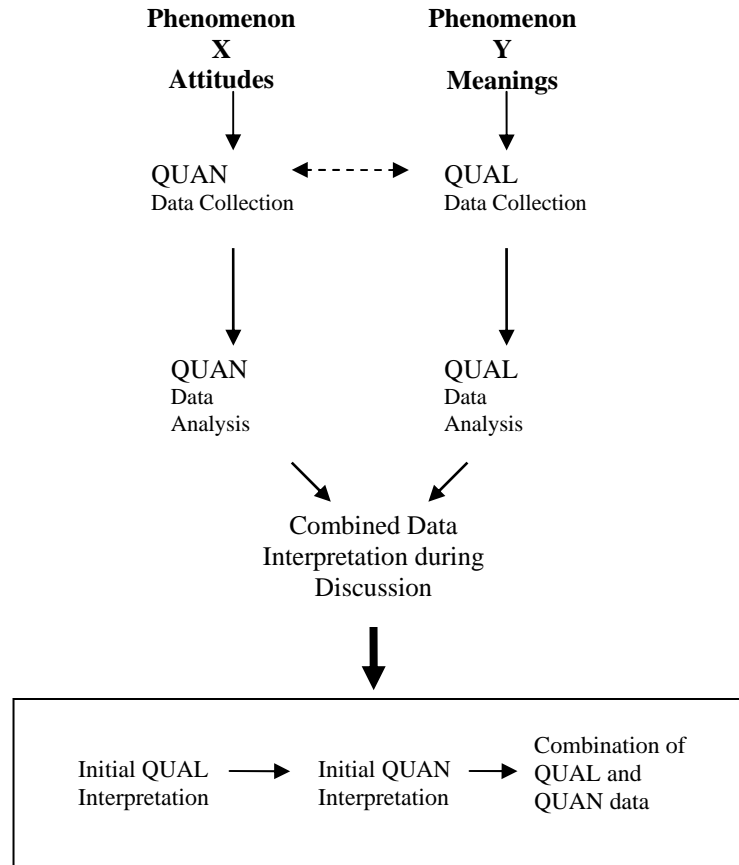 Phenomenon
X
Attitudes
Phenomenon
Y
Meanings
QUAN
Data Collection
QUAL
Data Collection
QUAN
Data
Analysis
QUAL
Data
Analysis
Combined Data
Interpretation during
Discussion
Initial QUAL
Interpretation
Initial QUAN
Interpretation
Combination of
QUAL and
QUAN data